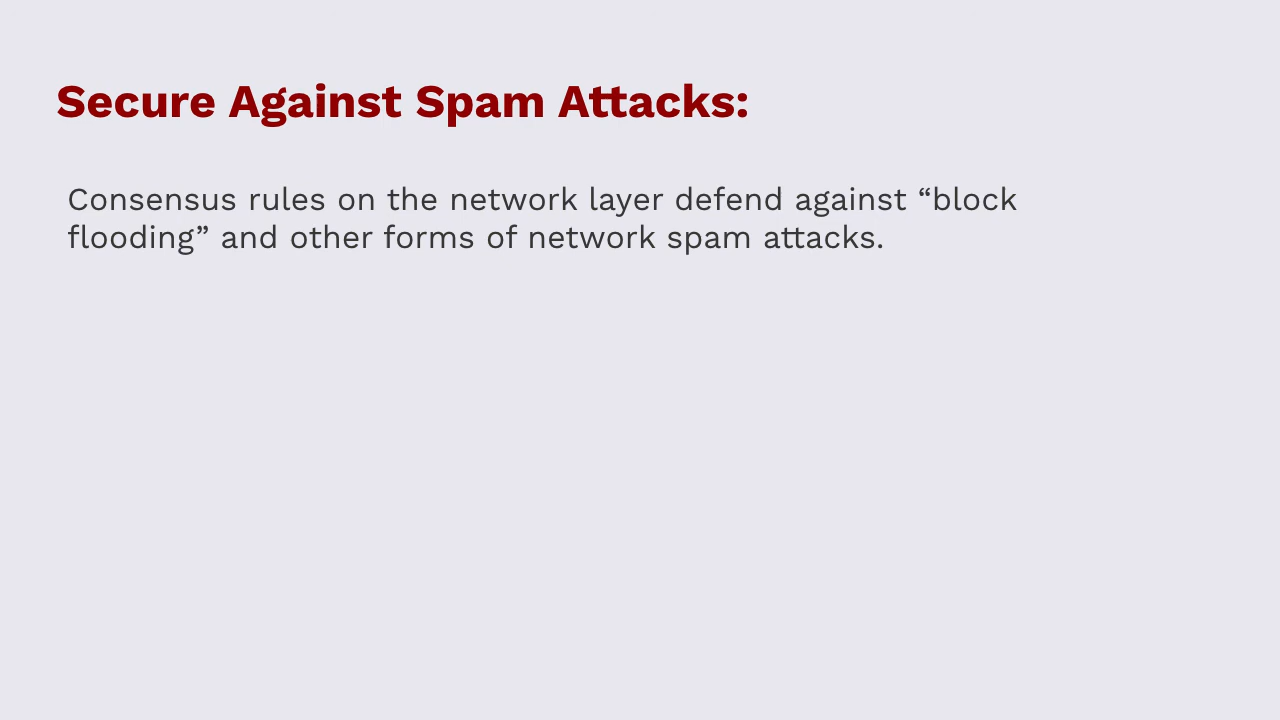 Secure Against Spam Attacks:
Consensus rules on the network layer defend against “block
flooding” and other forms of network spam attacks.